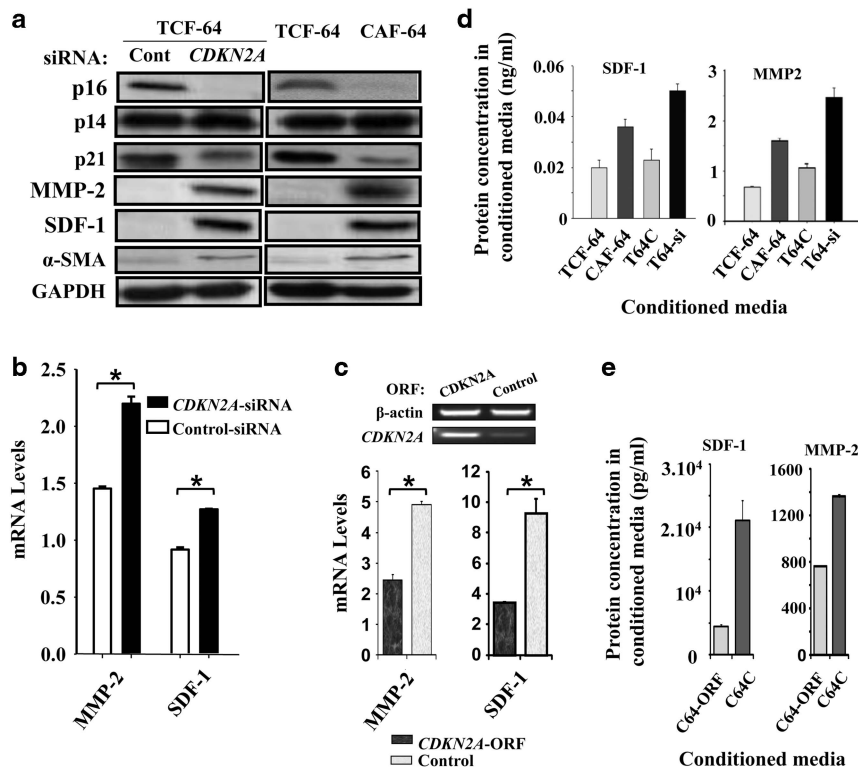 a
TCF-64
TCF-64 CAF-64
siRNA: Cont CDKN2A
p16
p14
p21
MMP-2
SDF-1
α-SMA
GAPDH
b
mRNA Levels
2.5
2.0
1.5
1.0
0.5
0.0
*
*
CDKN2A-siRNA
Control-siRNA
MMP-2
SDF-1
c
ORF: CDKN2A Control
β-actin
CDKN2A
mRNA Levels
6
5
4
3
2
1
0
*
MMP-2
12
10
8
6
4
2
0
*
SDF-1
CDKN2A-ORF
Control
d
Protein concentration in
conditioned media (ng/ml)
SDF-1
0.06
0.04
0.02
0
TCF-64
CAF-64
T64C
T64-si
MMP2
3
2
1
0
TCF-64
CAF-64
T64C
T64-si
Conditioned media
e
Protein concentration in
conditioned media (pg/ml)
SDF-1
3.10⁴
2.10⁴
10⁴
0
C64-ORF
C64C
MMP-2
1600
1200
800
400
0
C64-ORF
C64C
Conditioned media